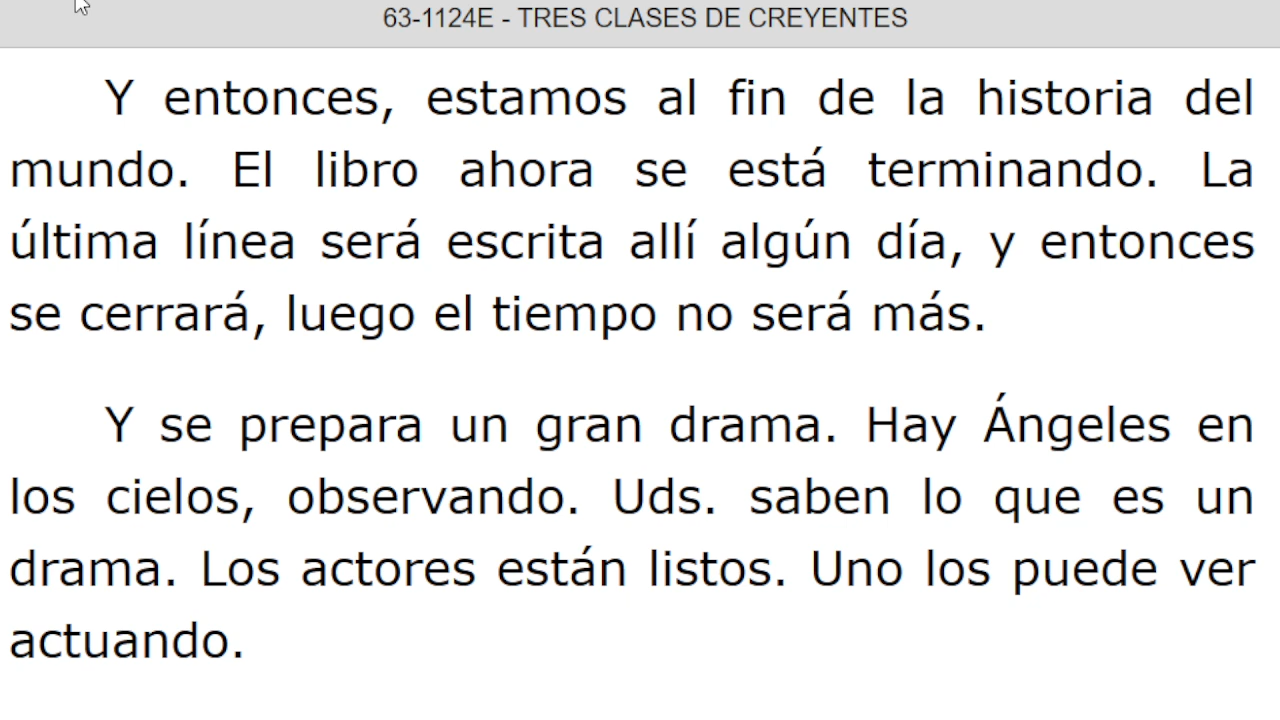 63-1124E - TRES CLASES DE CREYENTES
Y entonces, estamos al fin de la historia del
mundo. El libro ahora se está terminando. La
última línea será escrita allí algún día, y entonces
se cerrará, luego el tiempo no será más.
Y se prepara un gran drama. Hay Ángeles en
los cielos, observando. Uds. saben lo que es un
drama. Los actores están listos. Uno los puede ver
actuando.